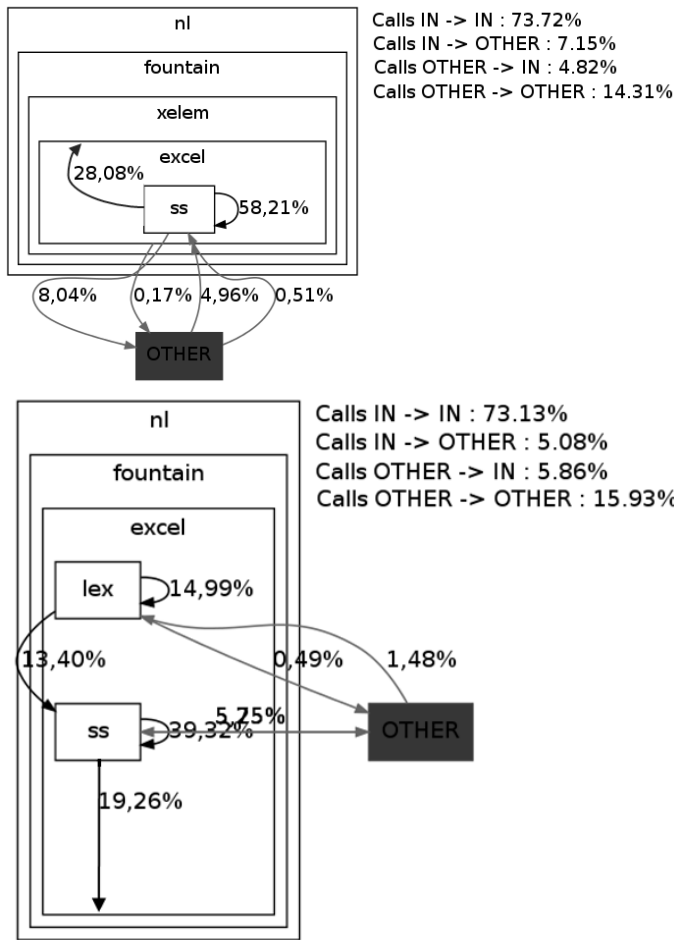 nl
fountain
xelem
excel
28,08%
ss
58,21%
8,04%
0,17%
4,96%
0,51%
OTHER
Calls IN -> IN : 73.72%
Calls IN -> OTHER : 7.15%
Calls OTHER -> IN : 4.82%
Calls OTHER -> OTHER : 14.31%
nl
fountain
excel
lex
14,99%
13,40%
0,49%
1,48%
ss
39,32%
OTHER
19,26%
Calls IN -> IN : 73.13%
Calls IN -> OTHER : 5.08%
Calls OTHER -> IN : 5.86%
Calls OTHER -> OTHER : 15.93%